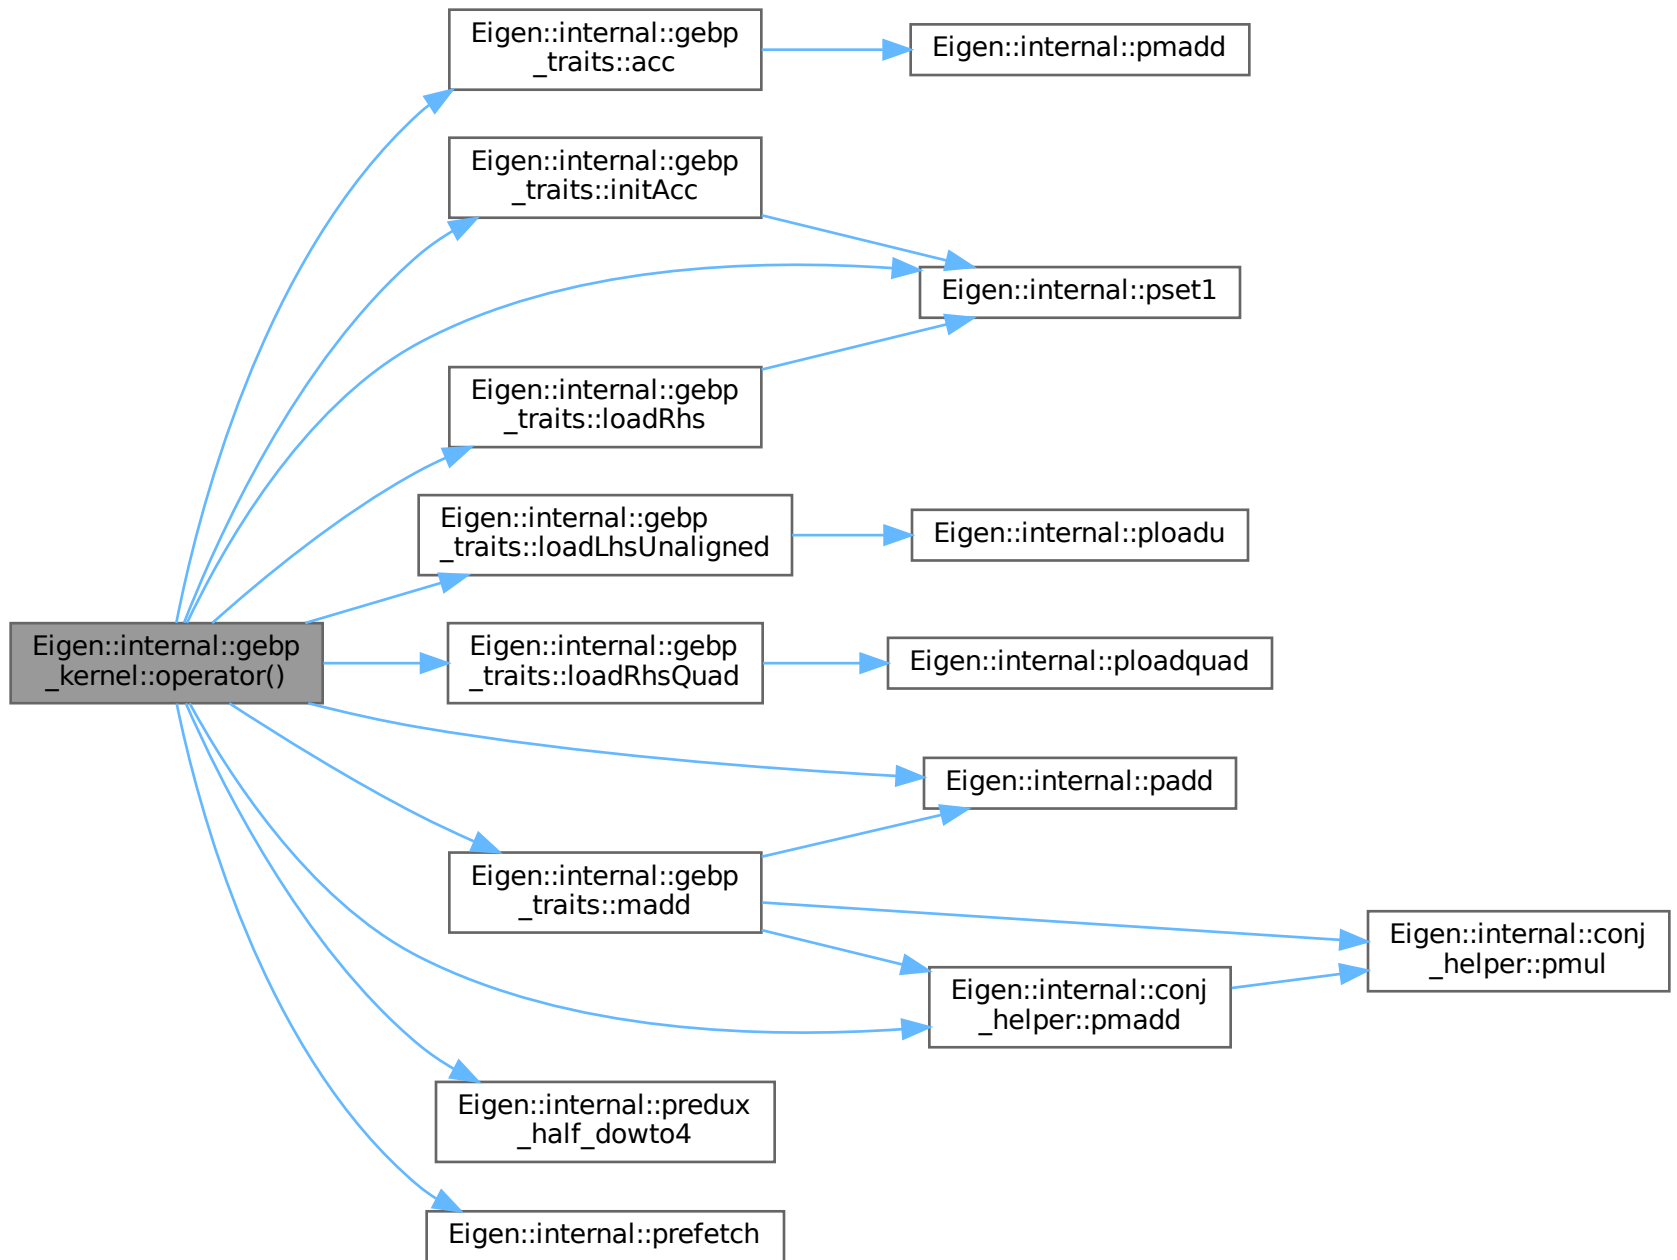 Eigen::internal::gebp
_traits::acc
Eigen::internal::pmadd
Eigen::internal::gebp
_traits::initAcc
Eigen::internal::pset1
Eigen::internal::gebp
_traits::loadRhs
Eigen::internal::gebp
_traits::loadLhsUnaligned
Eigen::internal::ploadu
Eigen::internal::gebp
_kernel::operator()
Eigen::internal::gebp
_traits::loadRhsQuad
Eigen::internal::ploadquad
Eigen::internal::padd
Eigen::internal::gebp
_traits::madd
Eigen::internal::conj
_helper::pmul
Eigen::internal::conj
_helper::pmadd
Eigen::internal::predux
_half_dowto4
Eigen::internal::prefetch